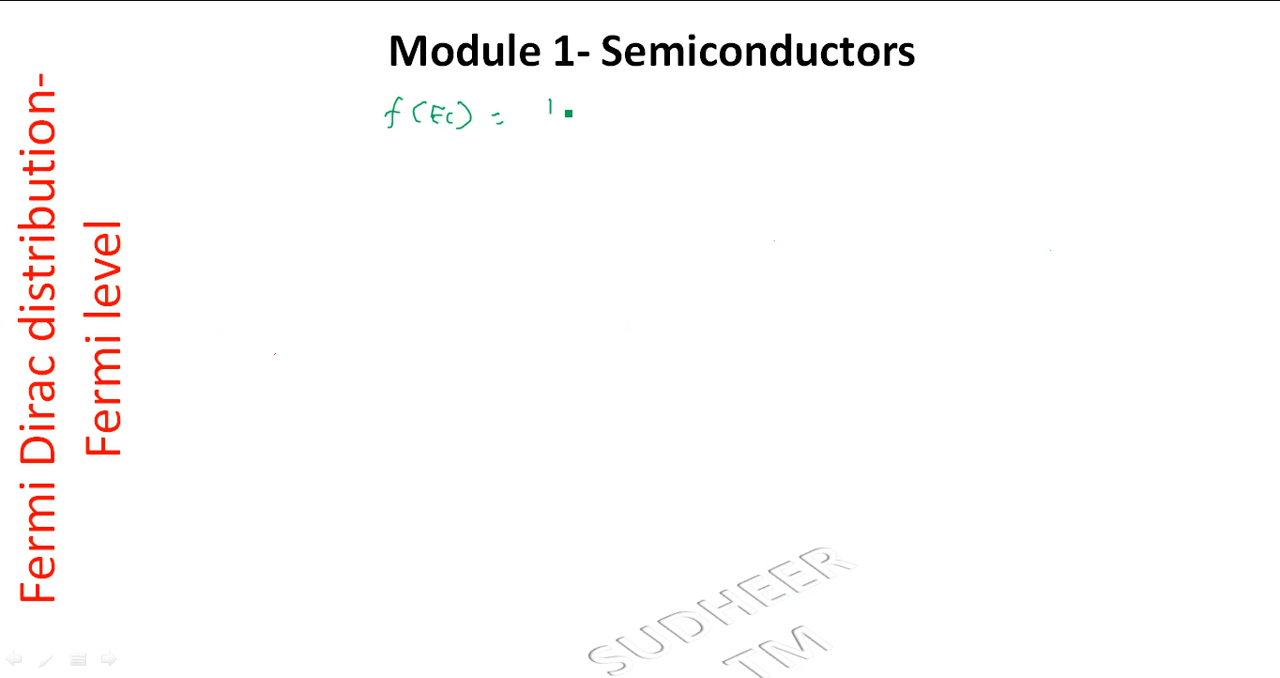 Module 1- Semiconductors
f(Ec) = 1
Fermi Dirac distribution-
Fermi level
SUDHEER
TM